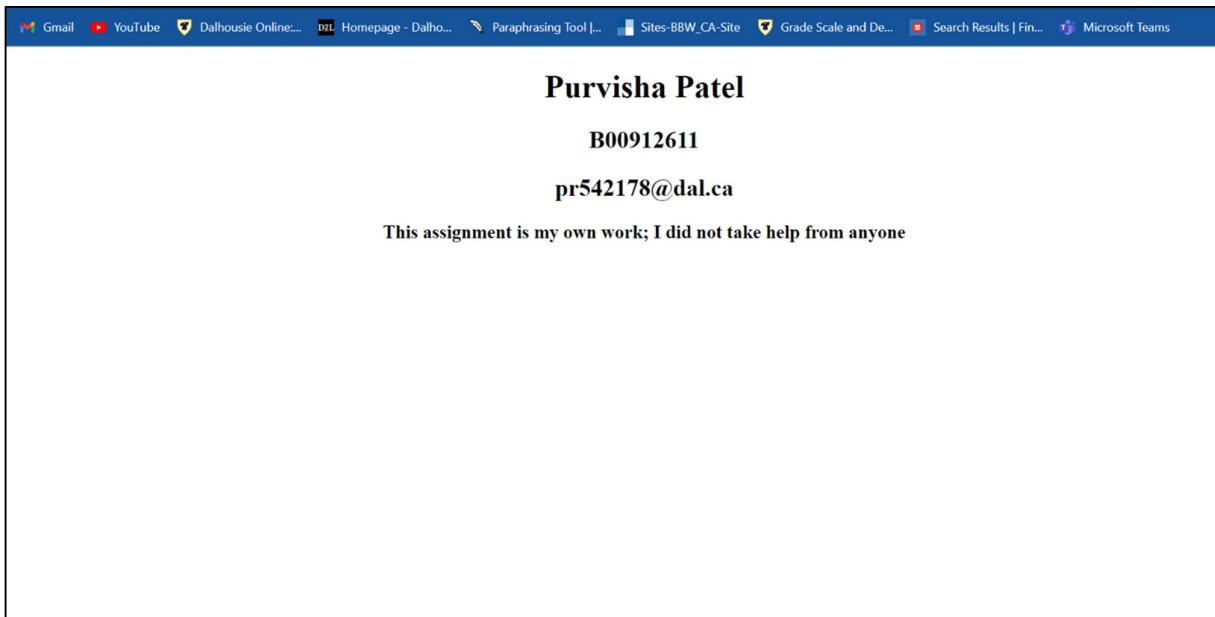 Gmail YouTube Dalhousie Online:... D2L Homepage - Dalho... Paraphrasing Tool |... Sites-BBW_CA-Site Grade Scale and De... Search Results | Fin... Microsoft Teams
Purvisha Patel
B00912611
pr542178@dal.ca
This assignment is my own work; I did not take help from anyone